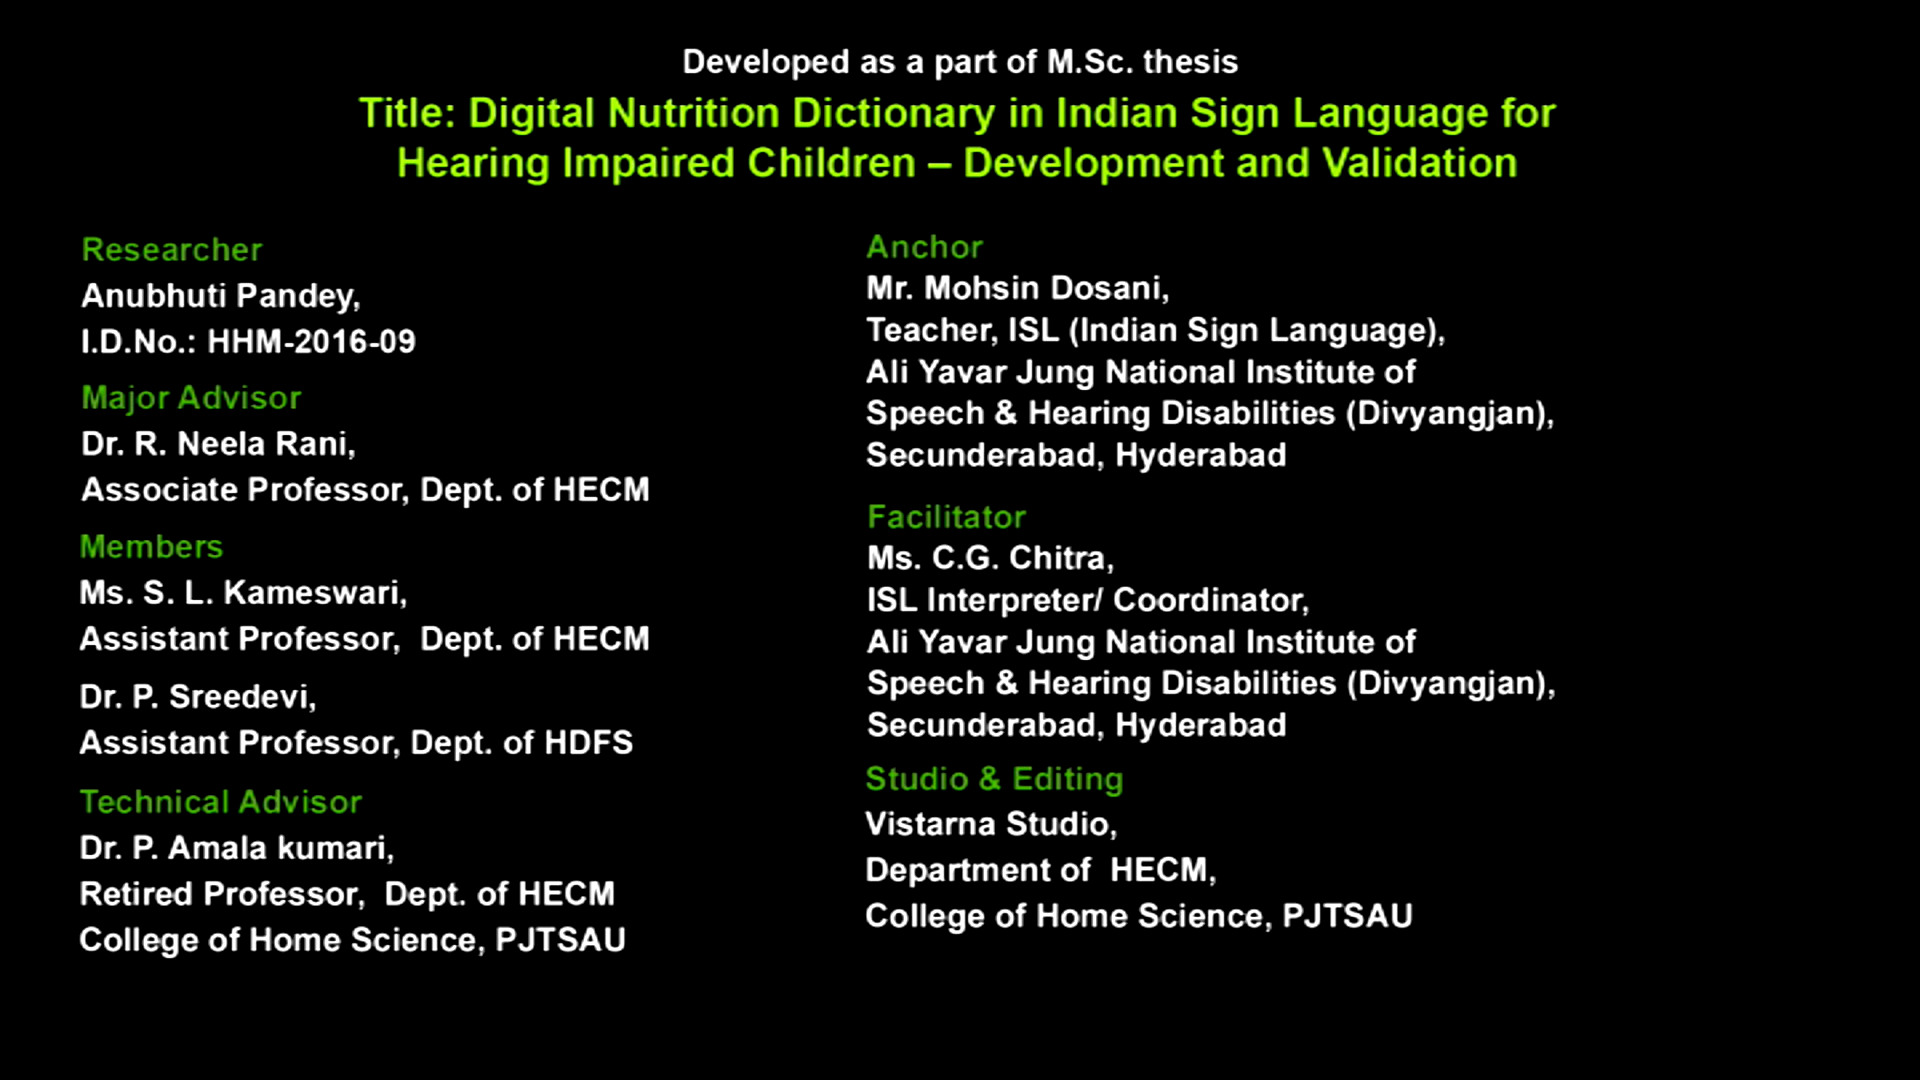 Developed as a part of M.Sc. thesis
Title: Digital Nutrition Dictionary in Indian Sign Language for
Hearing Impaired Children – Development and Validation
Researcher
Anubhuti Pandey,
I.D.No.: HHM-2016-09
Major Advisor
Dr. R. Neela Rani,
Associate Professor, Dept. of HECM
Members
Ms. S. L. Kameswari,
Assistant Professor,  Dept. of HECM
Dr. P. Sreedevi,
Assistant Professor, Dept. of HDFS
Technical Advisor
Dr. P. Amala kumari,
Retired Professor,  Dept. of HECM
College of Home Science, PJTSAU
Anchor
Mr. Mohsin Dosani,
Teacher, ISL (Indian Sign Language),
Ali Yavar Jung National Institute of
Speech & Hearing Disabilities (Divyangjan),
Secunderabad, Hyderabad
Facilitator
Ms. C.G. Chitra,
ISL Interpreter/ Coordinator,
Ali Yavar Jung National Institute of
Speech & Hearing Disabilities (Divyangjan),
Secunderabad, Hyderabad
Studio & Editing
Vistarna Studio,
Department of  HECM,
College of Home Science, PJTSAU